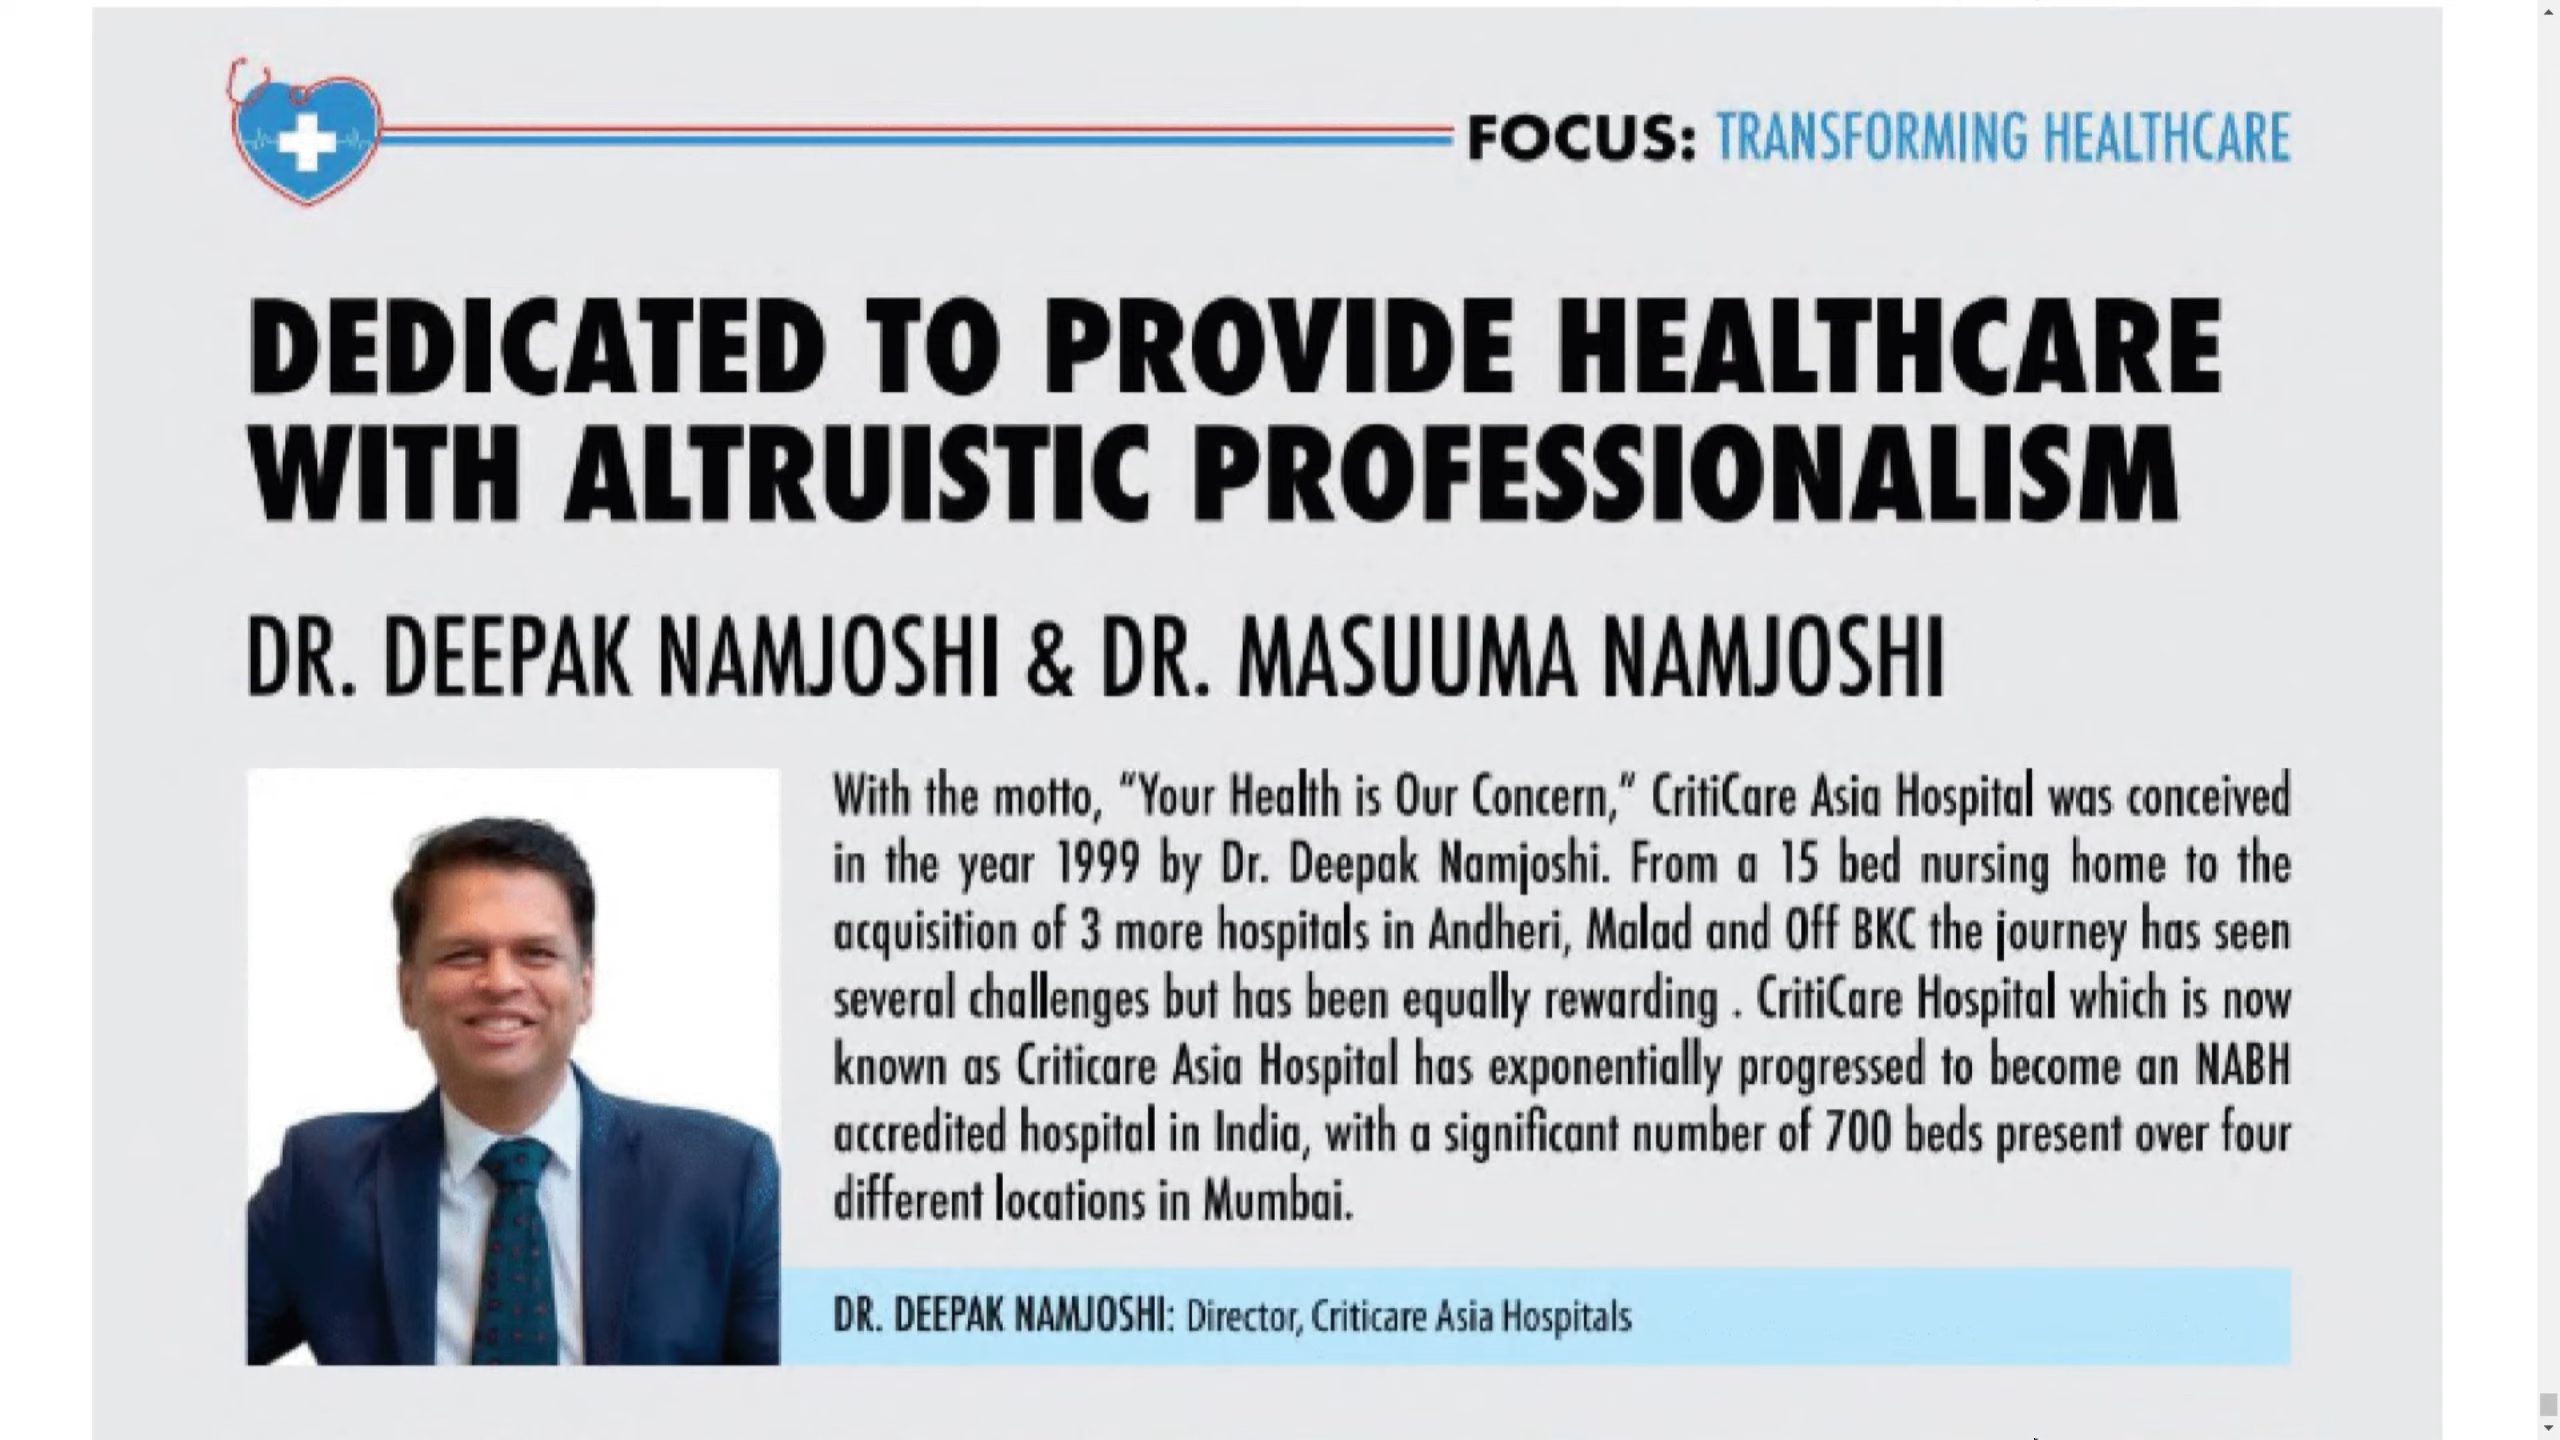 FOCUS: TRANSFORMING HEALTHCARE
DEDICATED TO PROVIDE HEALTHCARE
WITH ALTRUISTIC PROFESSIONALISM
DR. DEEPAK NAMJOSHI & DR. MASUUMA NAMJOSHI
With the motto, “Your Health is Our Concern,” CritiCare Asia Hospital was conceived
in the year 1999 by Dr. Deepak Namjoshi. From a 15 bed nursing home to the
acquisition of 3 more hospitals in Andheri, Malad and Off BKC the journey has seen
several challenges but has been equally rewarding . CritiCare Hospital which is now
known as Criticare Asia Hospital has exponentially progressed to become an NABH
accredited hospital in India, with a significant number of 700 beds present over four
different locations in Mumbai.
DR. DEEPAK NAMJOSHI: Director, Criticare Asia Hospitals